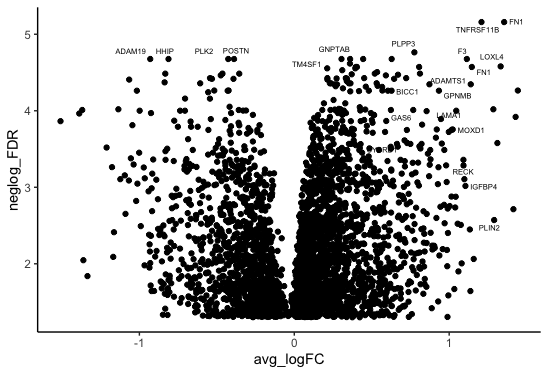 5
4
3
2
neglog_FDR
-1
0
1
avg_logFC
FN1
TNFRSF11B
PLPP3
ADAM19
HHIP
PLK2
POSTN
GNPTAB
F3
LOXL4
TM4SF1
FN1
ADAMTS1
BICC1
GPNMB
GAS6
LAMA1
MOXD1
RECK
IGFBP4
PLIN2